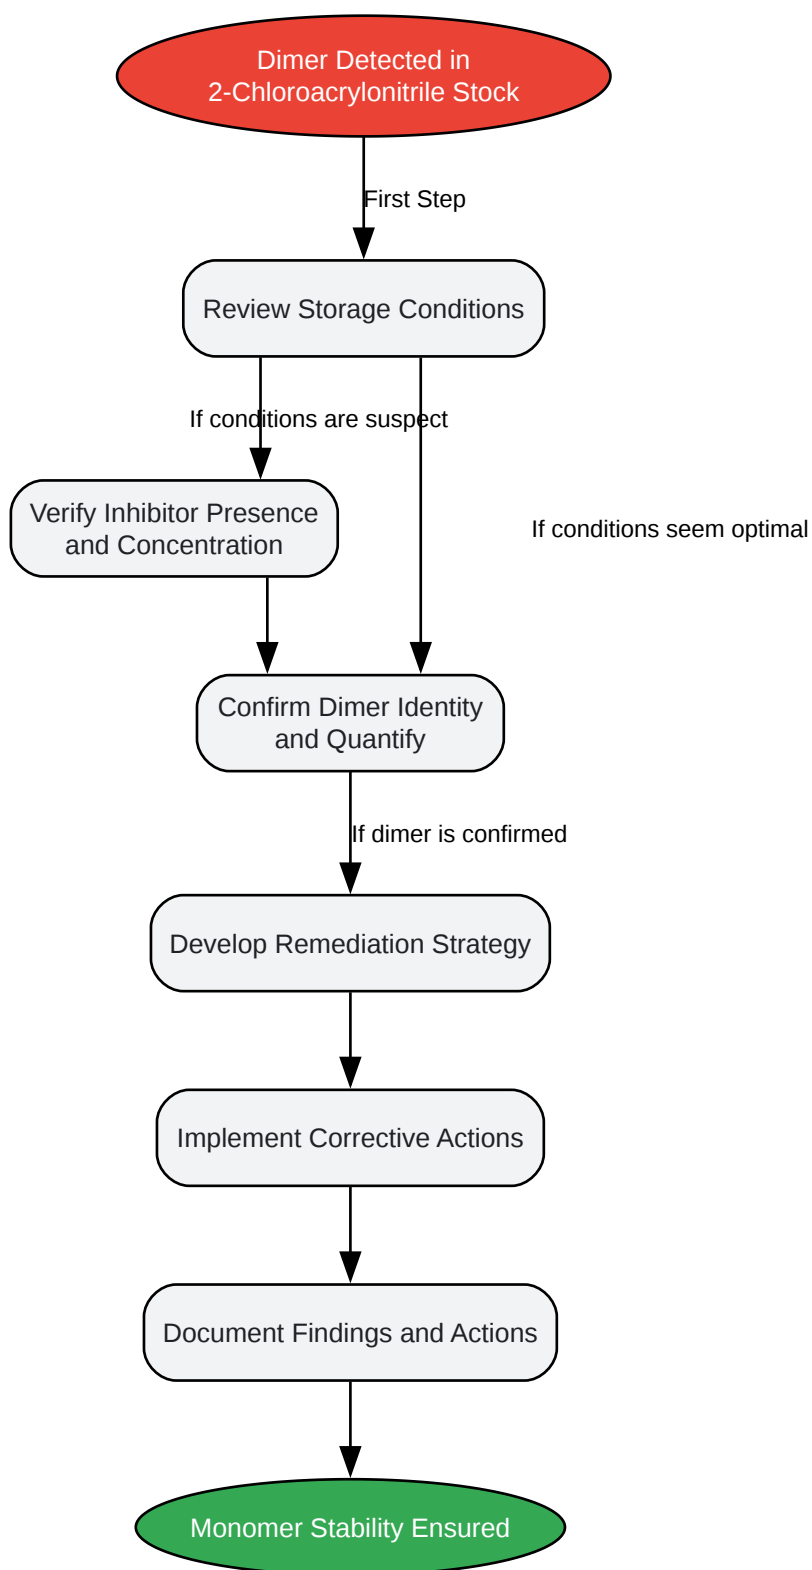 Dimer Detected in
2-Chloroacrylonitrile Stock
First Step
Review Storage Conditions
If conditions are suspect
Verify Inhibitor Presence
and Concentration
If conditions seem optimal
Confirm Dimer Identity
and Quantify
If dimer is confirmed
Develop Remediation Strategy
Implement Corrective Actions
Document Findings and Actions
Monomer Stability Ensured